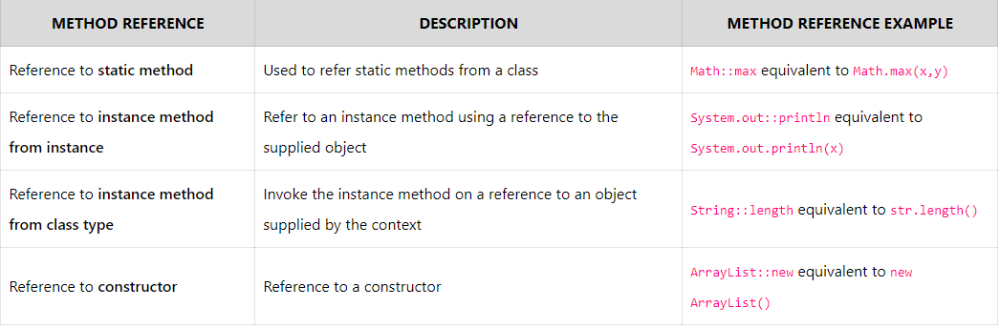 METHOD REFERENCE
DESCRIPTION
METHOD REFERENCE EXAMPLE
Reference to static method
Used to refer static methods from a class
Math::max equivalent to Math.max(x,y)
Reference to instance method
from instance
Refer to an instance method using a reference to the
supplied object
System.out::println equivalent to
System.out.println(x)
Reference to instance method
from class type
Invoke the instance method on a reference to an object
supplied by the context
String::length equivalent to str.length()
Reference to constructor
Reference to a constructor
ArrayList::new equivalent to new
ArrayList()